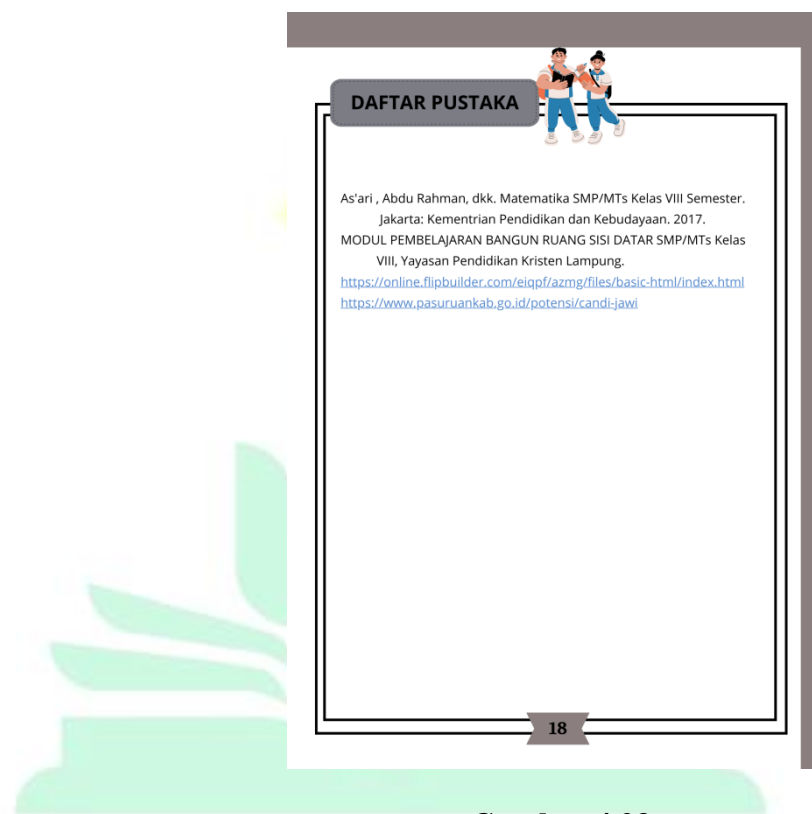 DAFTAR PUSTAKA
As'ari , Abdu Rahman, dkk. Matematika SMP/MTs Kelas VIII Semester.
Jakarta: Kementrian Pendidikan dan Kebudayaan. 2017.
MODUL PEMBELAJARAN BANGUN RUANG SISI DATAR SMP/MTs Kelas
VIII, Yayasan Pendidikan Kristen Lampung.
https://online.flipbuilder.com/eiqpf/azmg/files/basic-html/index.html
https://www.pasuruankab.go.id/potensi/candi-jawi
18